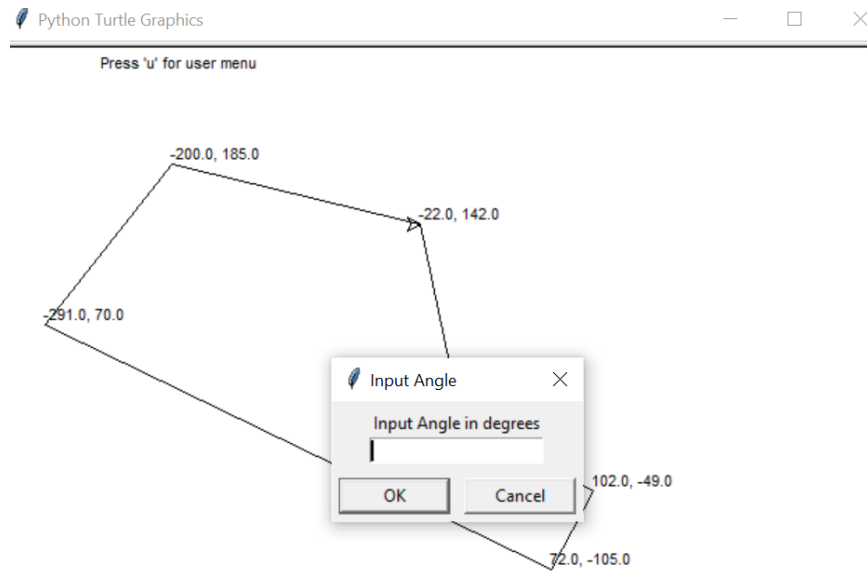 Python Turtle Graphics
Press 'u' for user menu
-200.0, 185.0
-22.0, 142.0
-291.0, 70.0
Input Angle
Input Angle in degrees
OK
Cancel
102.0, -49.0
72.0, -105.0